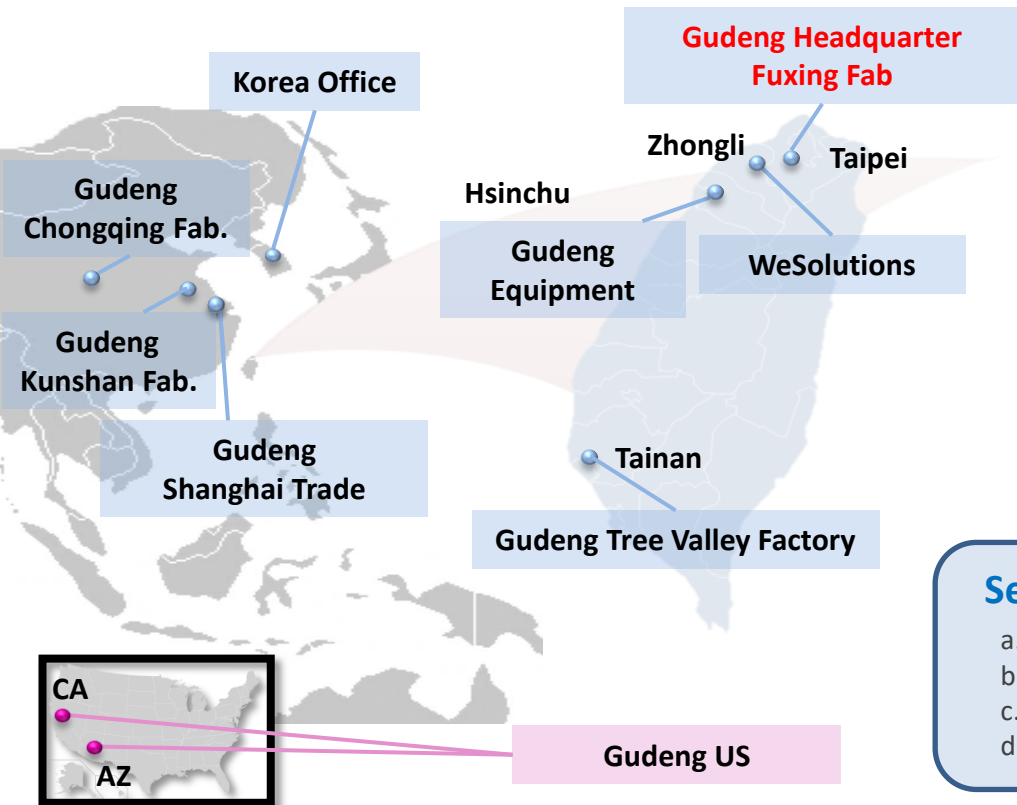 Gudeng Headquarter
Fuxing Fab
Korea Office
Zhongli
Taipei
Gudeng
Chongqing Fab.
Hsinchu
Gudeng
Equipment
WeSolutions
Gudeng
Kunshan Fab.
Gudeng
Shanghai Trade
Tainan
Gudeng Tree Valley Factory
CA
AZ
Gudeng US
a.
b
c.
d